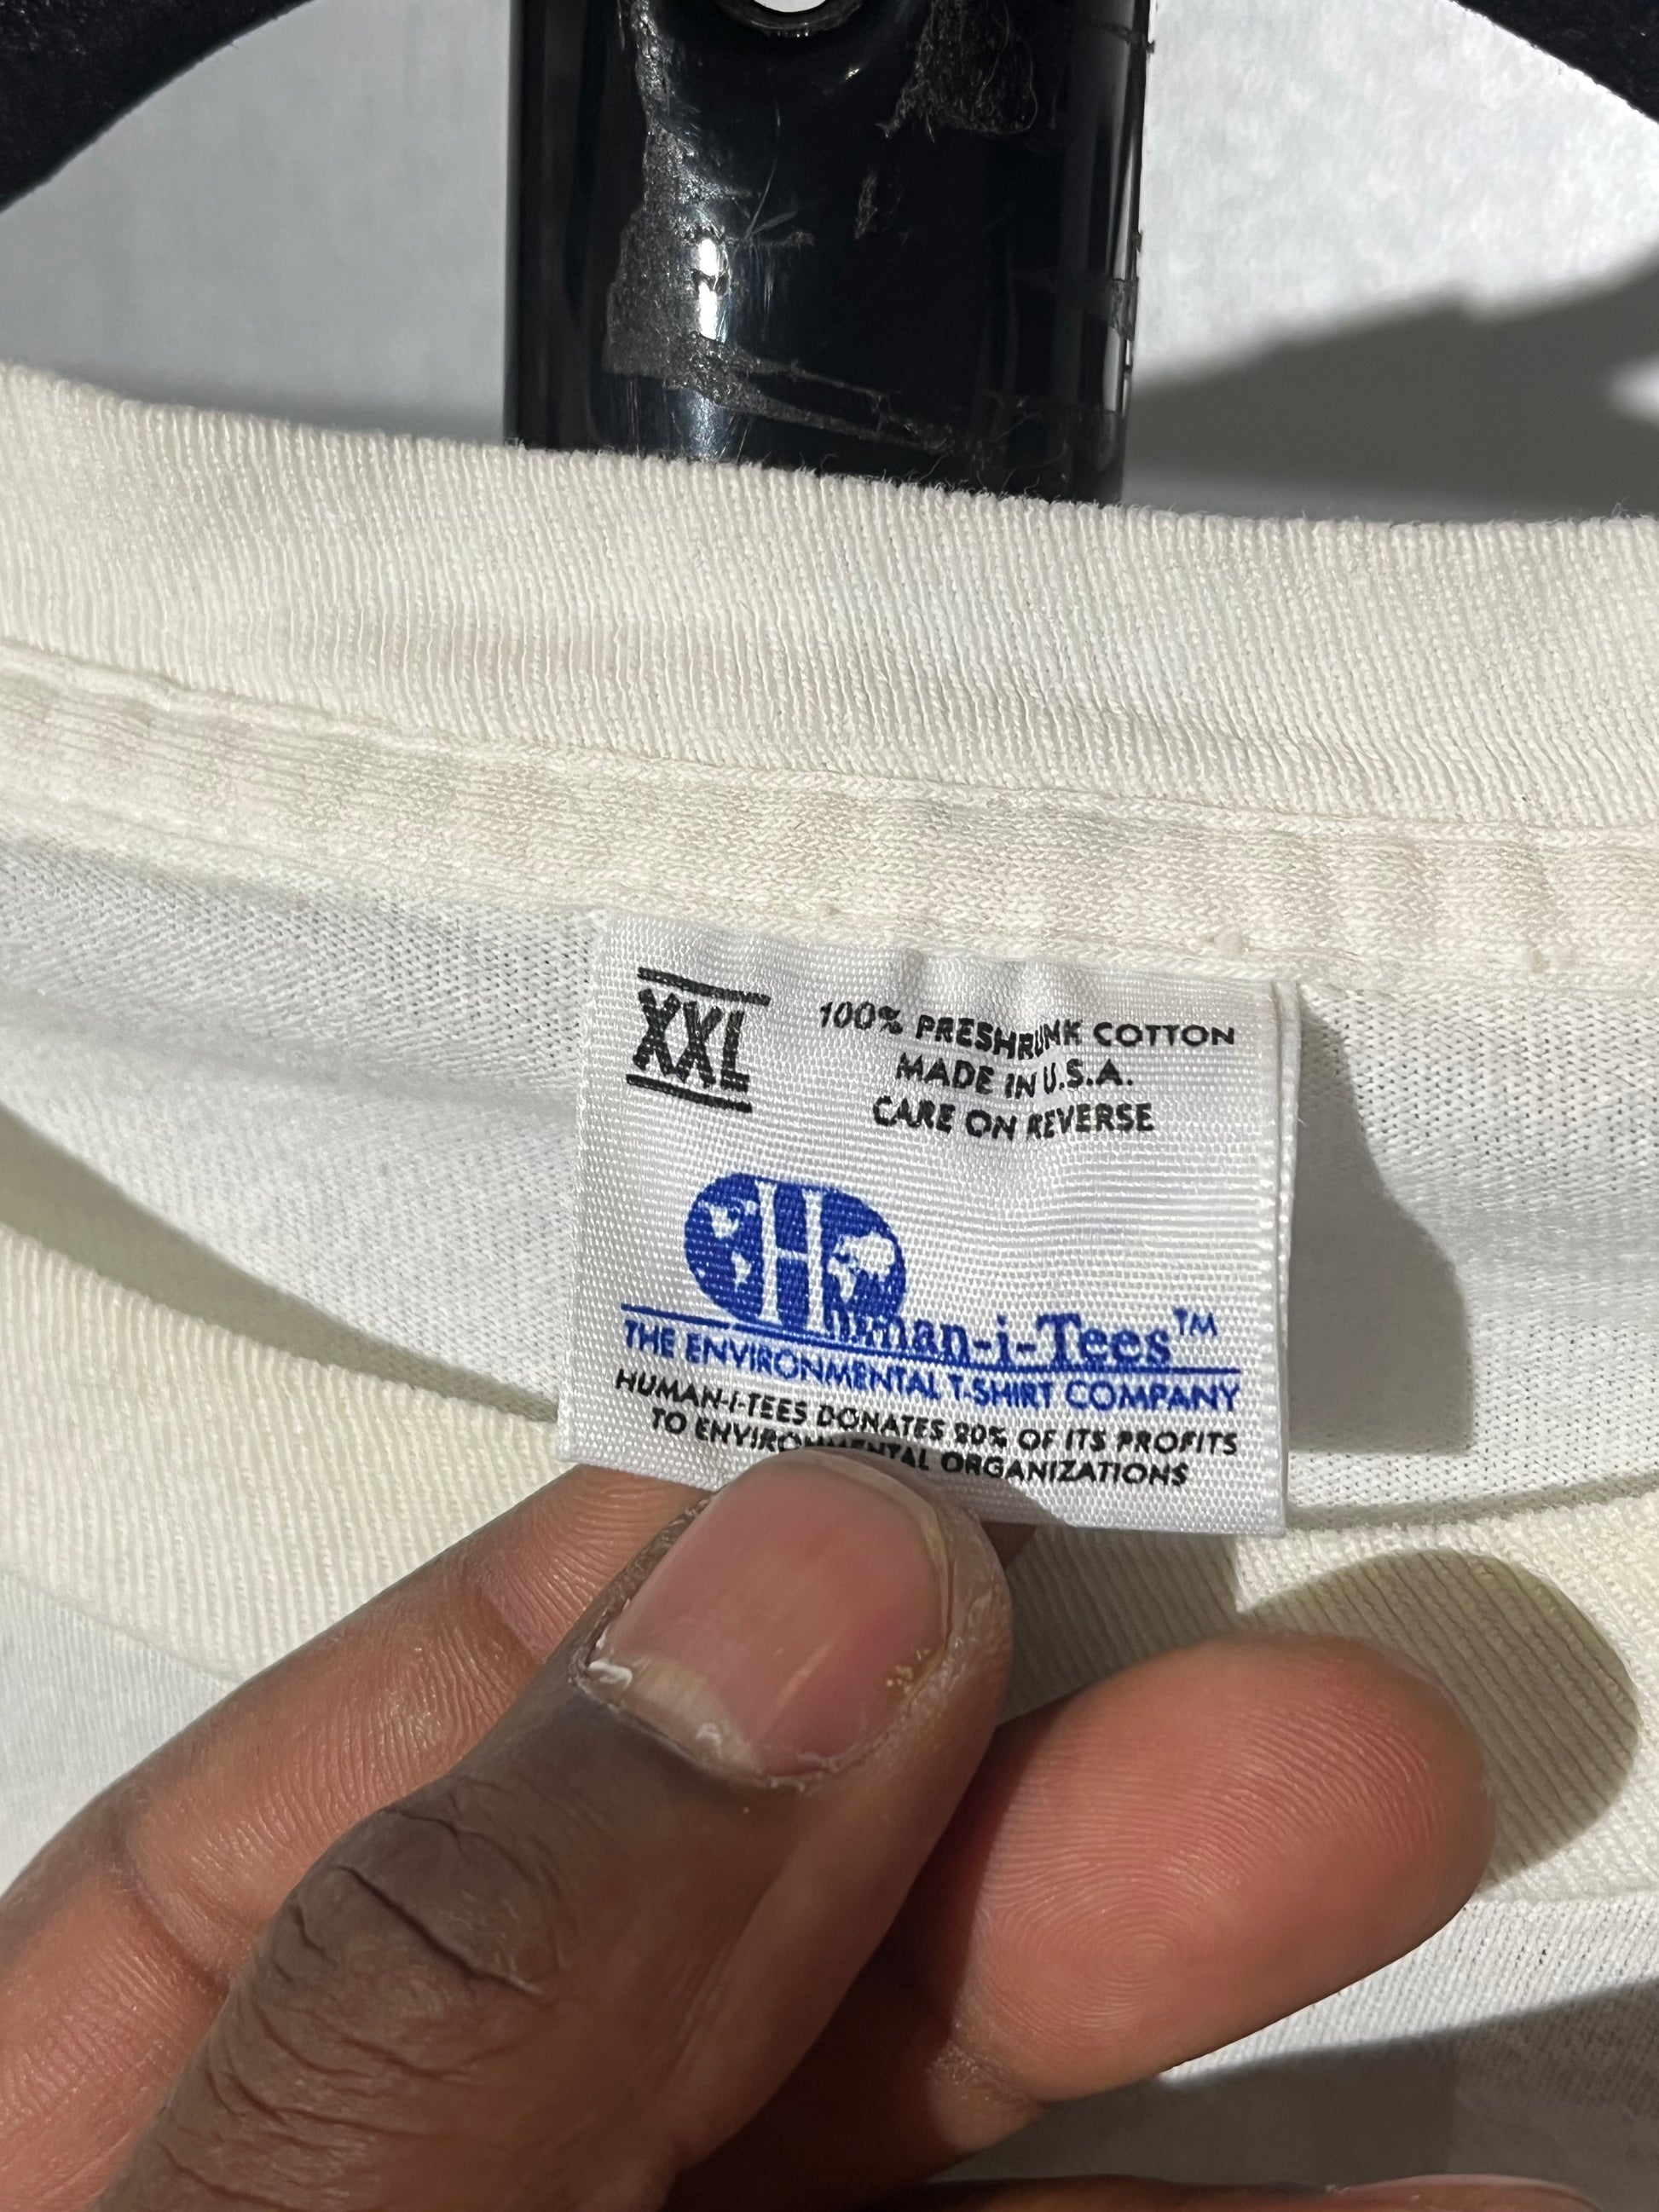 XXL
100% PRESHRUNK COTTON
MADE IN U.S.A.
CARE ON REVERSE
Human-i-Tees™
THE ENVIRONMENTAL T-SHIRT COMPANY
HUMAN-I-TEES DONATES 20% OF ITS PROFITS
TO ENVIRONMENTAL ORGANIZATIONS